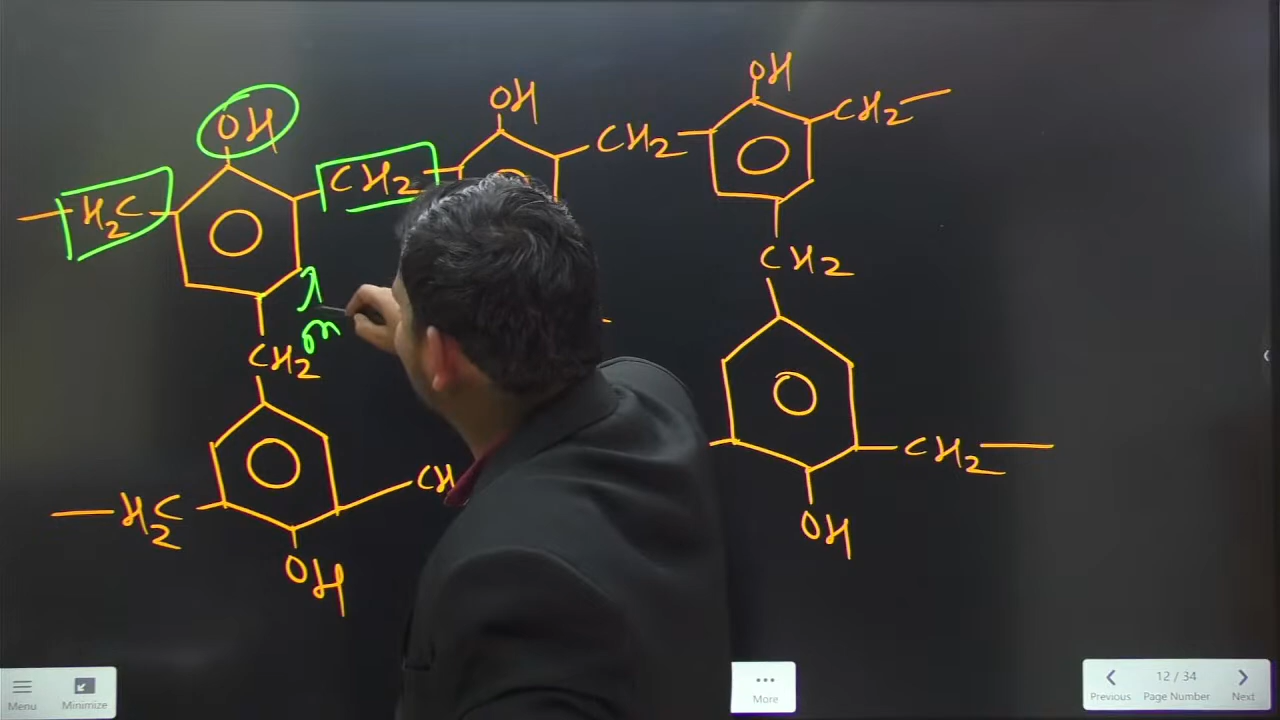 OH
OH
OH
CH2
CH2
H2C
CH2
CH2
m
CH2
CH
CH2
H2C
OH
OH
Menu
Minimize
More
Previous
12 / 34
Page Number
Next